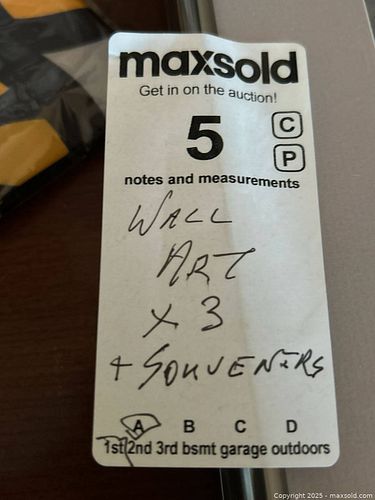 maxsold
Get in on the auction!
5 C
P
notes and measurements
WALL
ART
x 3
+ SOUVENERS
A B C D
1st 2nd 3rd bsmt garage outdoors
Copyright 2025 - maxsold.com